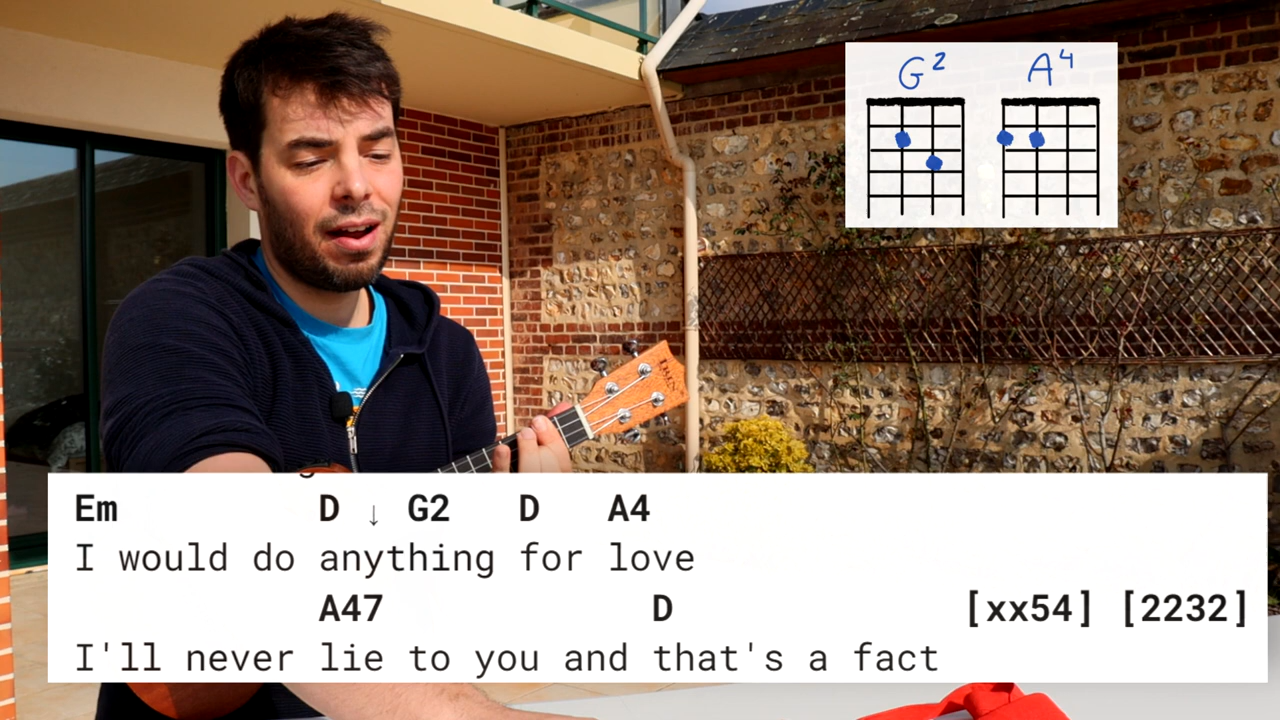 G² A⁴
Em D ↓ G2 D A4
I would do anything for love
A47 D [xx54] [2232]
I'll never lie to you and that's a fact